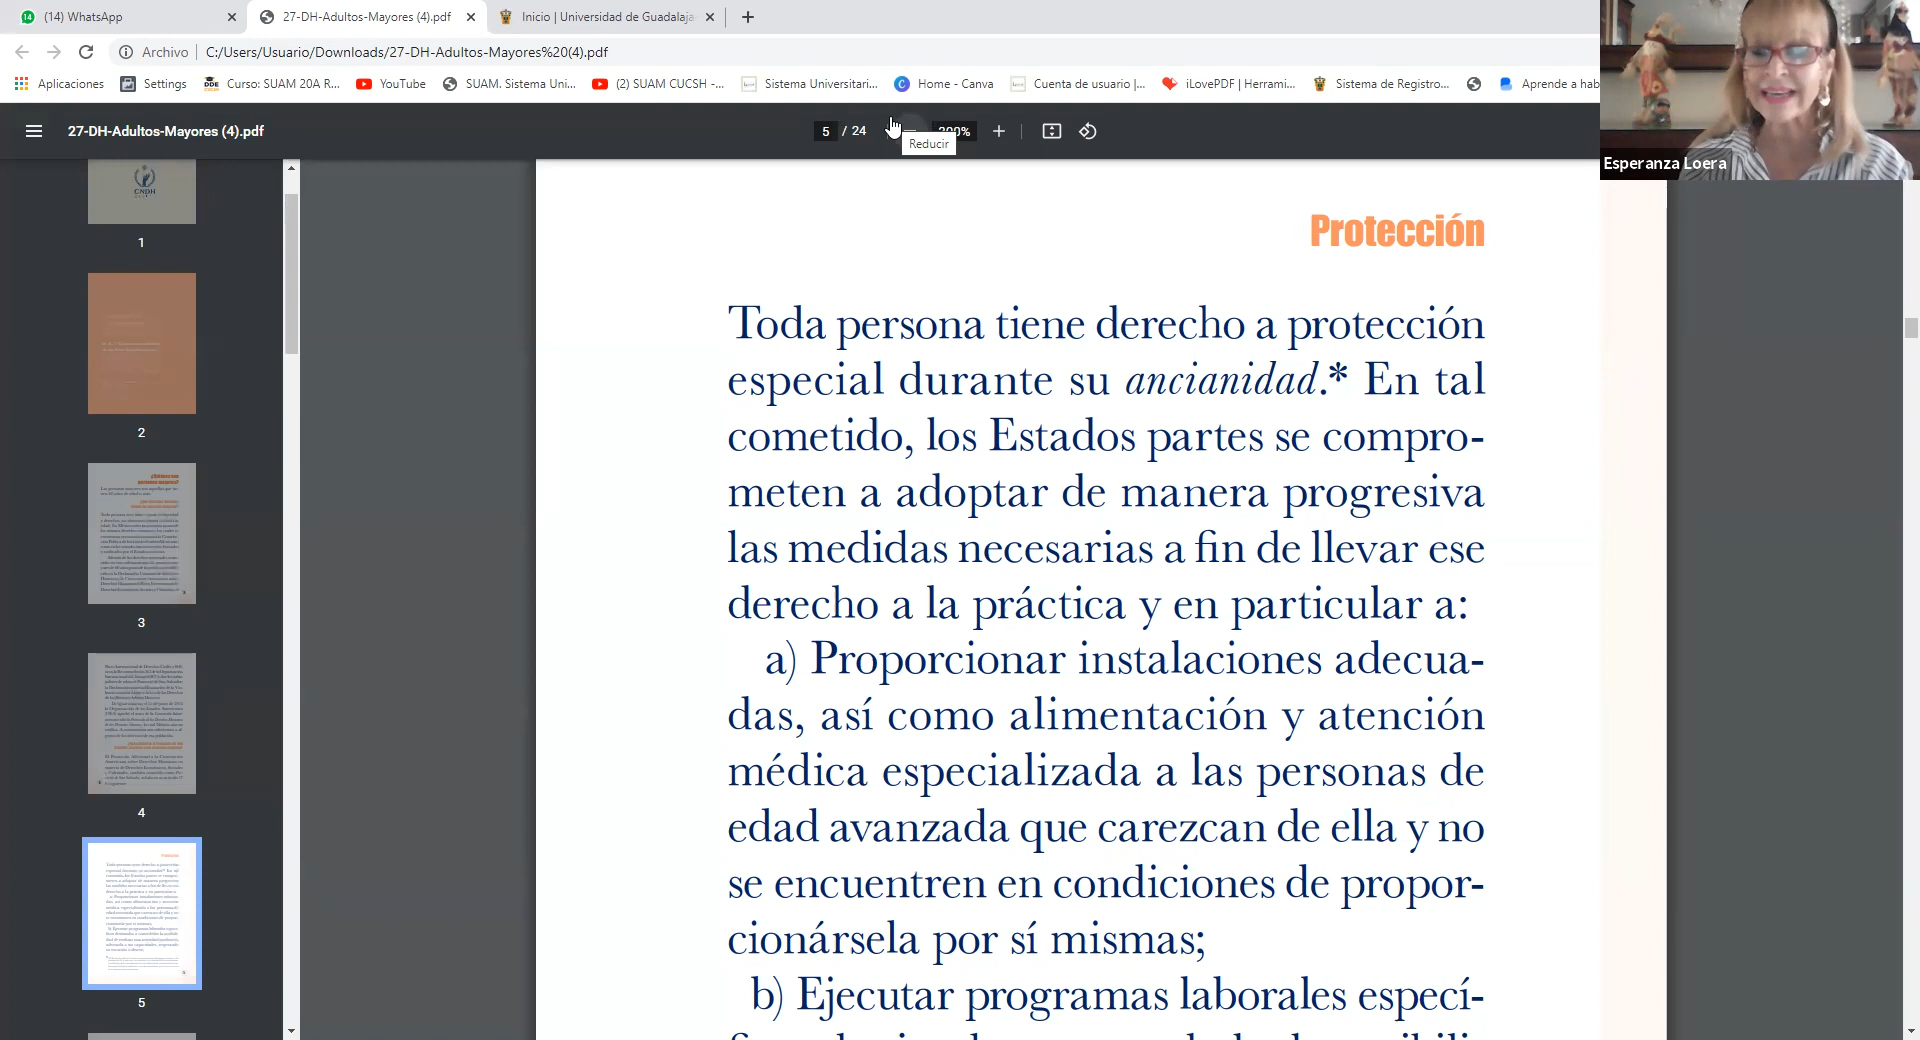 (14) WhatsApp
27-DH-Adultos-Mayores (4).pdf
Inicio | Universidad de Guadalaja
Archivo
C:/Users/Usuario/Downloads/27-DH-Adultos-Mayores%20(4).pdf
Aplicaciones
Settings
Curso: SUAM 20A R...
YouTube
SUAM. Sistema Uni...
(2) SUAM CUCSH -...
Sistema Universitari...
Home - Canva
Cuenta de usuario |...
iLovePDF | Herrami...
Sistema de Registro...
Aprende a hab
27-DH-Adultos-Mayores (4).pdf
5 / 24
200%
Reducir
Esperanza Loera
CNDH
1
2
3
4
5
Protección
Toda persona tiene derecho a protección
especial durante su ancianidad.* En tal
cometido, los Estados partes se compro-
meten a adoptar de manera progresiva
las medidas necesarias a fin de llevar ese
derecho a la práctica y en particular a:
a) Proporcionar instalaciones adecua-
das, así como alimentación y atención
médica especializada a las personas de
edad avanzada que carezcan de ella y no
se encuentren en condiciones de propor-
cionársela por sí mismas;
b) Ejecutar programas laborales especí-